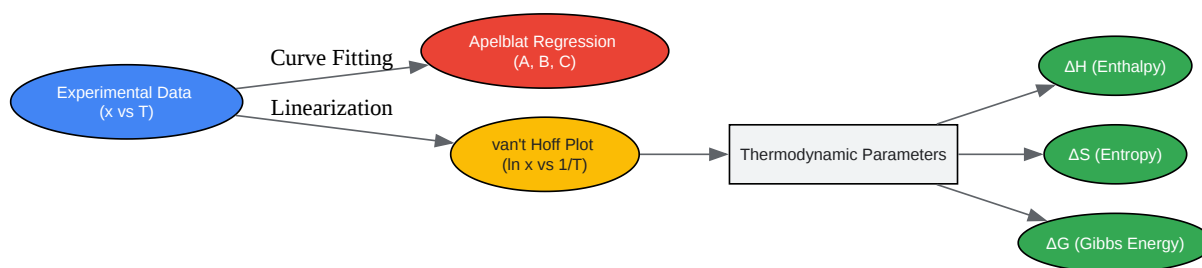 Experimental Data
(x vs T)
Curve Fitting
Linearization
Apelblat Regression
(A, B, C)
van't Hoff Plot
(ln x vs 1/T)
Thermodynamic Parameters
ΔH (Enthalpy)
ΔS (Entropy)
ΔG (Gibbs Energy)